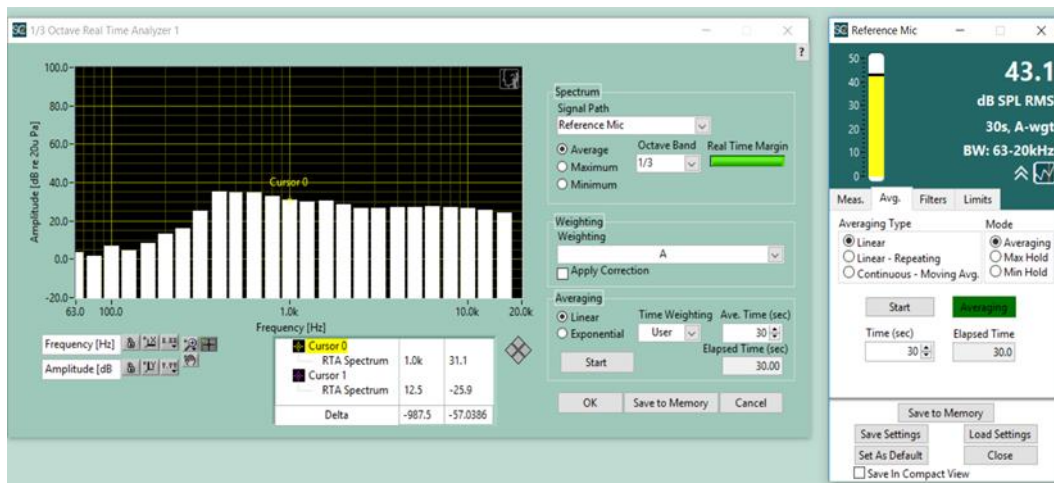 SC 1/3 Octave Real Time Analyzer 1
?
100.0
80.0
60.0
40.0
20.0
0.0
-20.0
Amplitude [dB re 20u Pa]
Cursor 0
63.0 100.0 1.0k 10.0k 20.0k
Frequency [Hz]
Frequency [Hz]
Amplitude [dB
Cursor 0
RTA Spectrum 1.0k 31.1
Cursor 1
RTA Spectrum 12.5 -25.9
Delta -987.5 -57.0386
Spectrum
Signal Path
Reference Mic
Average
Maximum
Minimum
Octave Band
1/3
Real Time Margin
Weighting
Weighting
A
Apply Correction
Averaging
Linear
Exponential
Time Weighting
User
Ave. Time (sec)
30
Elapsed Time (sec)
30.00
Start
OK Save to Memory Cancel
SC Reference Mic
50
40
30
20
10
0
43.1
dB SPL RMS
30s, A-wgt
BW: 63-20kHz
Meas. Avg. Filters Limits
Averaging Type
Linear
Linear - Repeating
Continuous - Moving Avg.
Mode
Averaging
Max Hold
Min Hold
Start Averaging
Time (sec) Elapsed Time
30 30.0
Save to Memory
Save Settings Load Settings
Set As Default Close
Save In Compact View